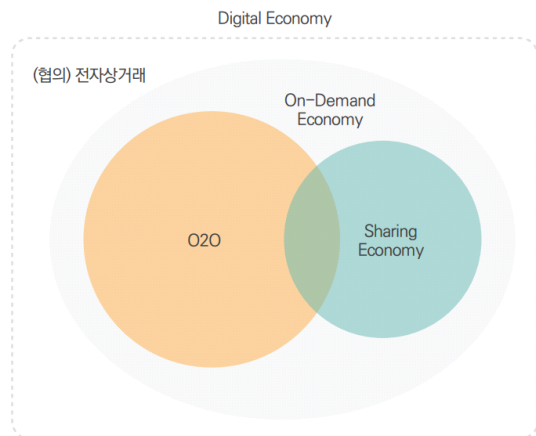 Digital Economy
(협의) 전자상거래
On-Demand
Economy
O2O
Sharing
Economy